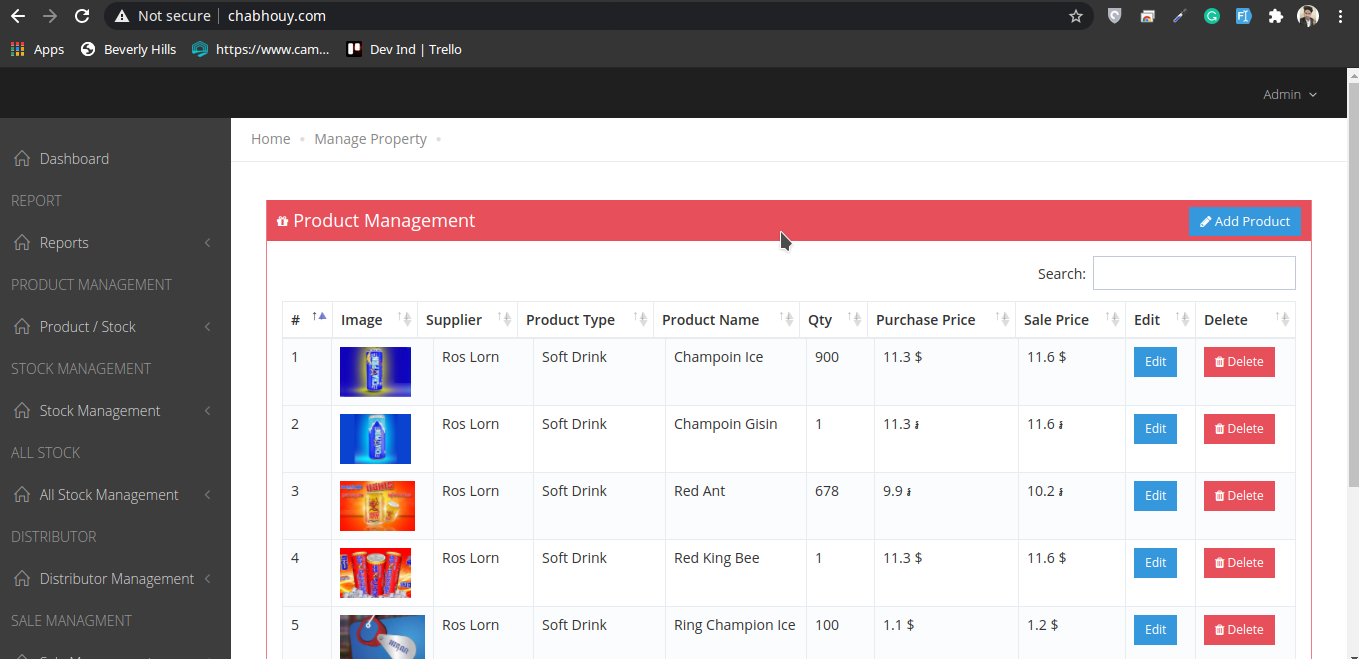 Not secure chabhouy.com
Apps Beverly Hills https://www.cam... Dev Ind | Trello
Admin
Home Manage Property
Dashboard
REPORT
Reports
PRODUCT MANAGEMENT
Product / Stock
STOCK MANAGEMENT
Stock Management
ALL STOCK
All Stock Management
DISTRIBUTOR
Distributor Management
SALE MANAGMENT
Product Management Add Product
Search:
# Image Supplier Product Type Product Name Qty Purchase Price Sale Price Edit Delete
1 Ros Lorn Soft Drink Champoin Ice 900 11.3 $ 11.6 $ Edit Delete
2 Ros Lorn Soft Drink Champoin Gisin 1 11.3 ៛ 11.6 ៛ Edit Delete
3 Ros Lorn Soft Drink Red Ant 678 9.9 ៛ 10.2 ៛ Edit Delete
4 Ros Lorn Soft Drink Red King Bee 1 11.3 $ 11.6 $ Edit Delete
5 Ros Lorn Soft Drink Ring Champion Ice 100 1.1 $ 1.2 $ Edit Delete